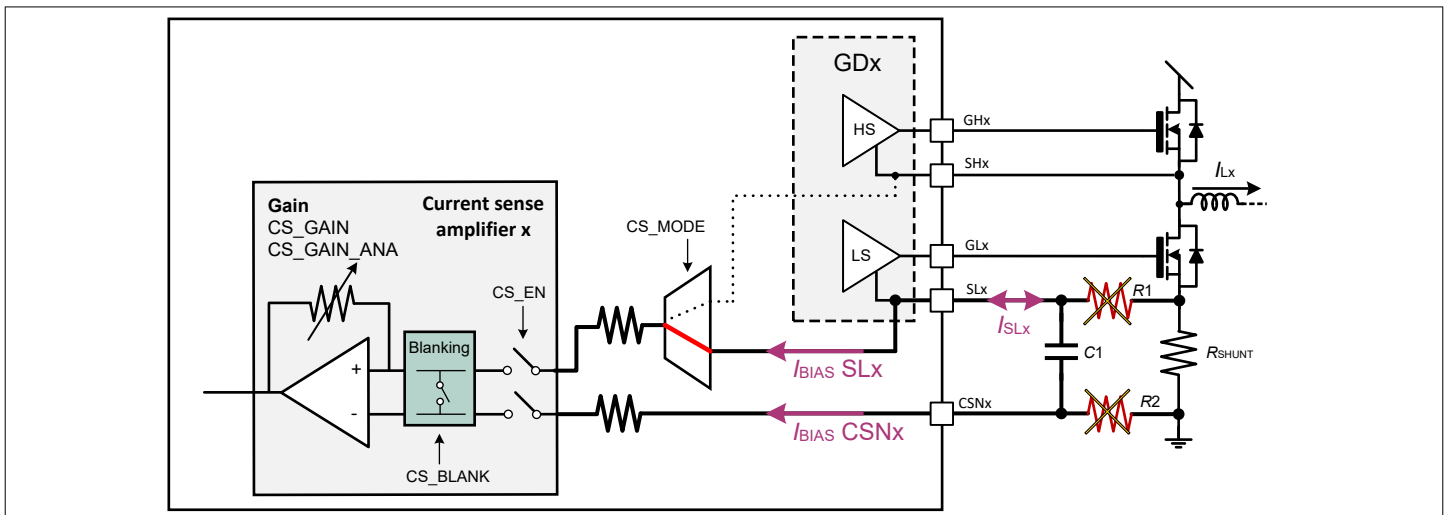 GDx
HS
LS
GHx
SHx
GLx
SLx
CSNx
ILx
Gain
CS_GAIN
CS_GAIN_ANA
Current sense
amplifier x
CS_MODE
CS_EN
Blanking
+
-
CS_BLANK
IBIAS SLx
IBIAS CSNx
ISLx
R1
C1
RSHUNT
R2